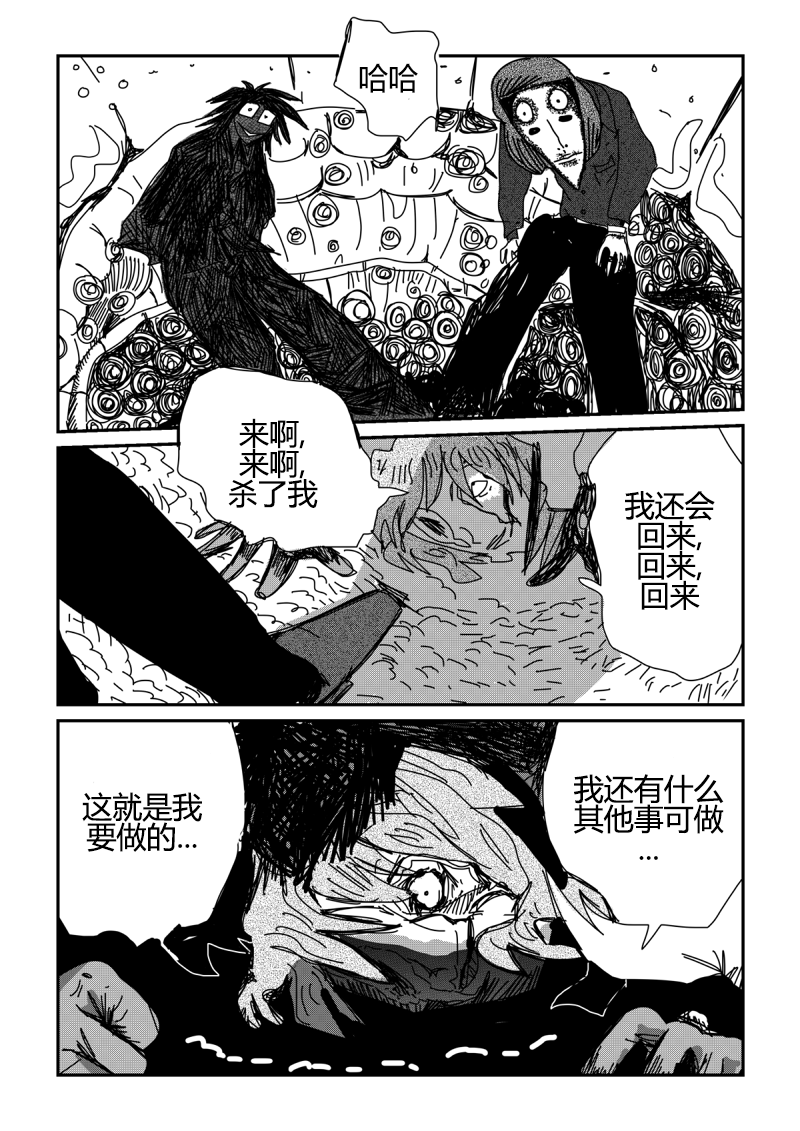 哈哈
我还会
回来,
回来,
回来
来啊,
来啊,
杀了我
我还有什么
其他事可做
...
这就是我
要做的...